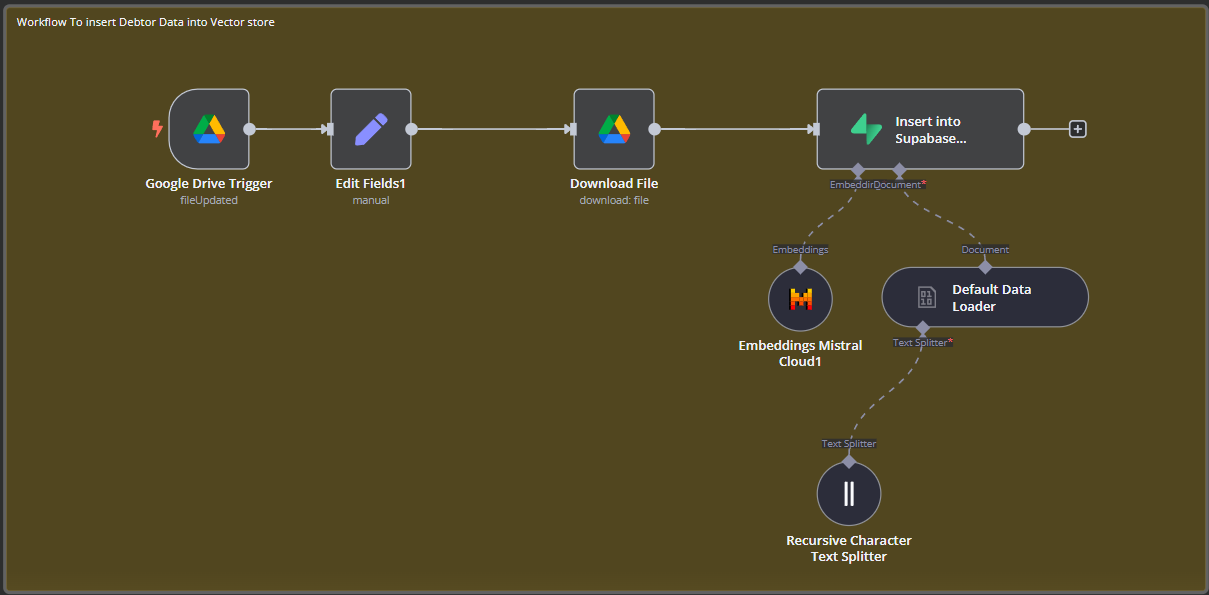 Workflow To insert Debtor Data into Vector store
Google Drive Trigger
fileUpdated
Edit Fields1
manual
Download File
download: file
Insert into
Supabase...
Document*
Embeddings
Document
Embeddings Mistral
Cloud1
Default Data
Loader
Text Splitter*
Text Splitter
Recursive Character
Text Splitter